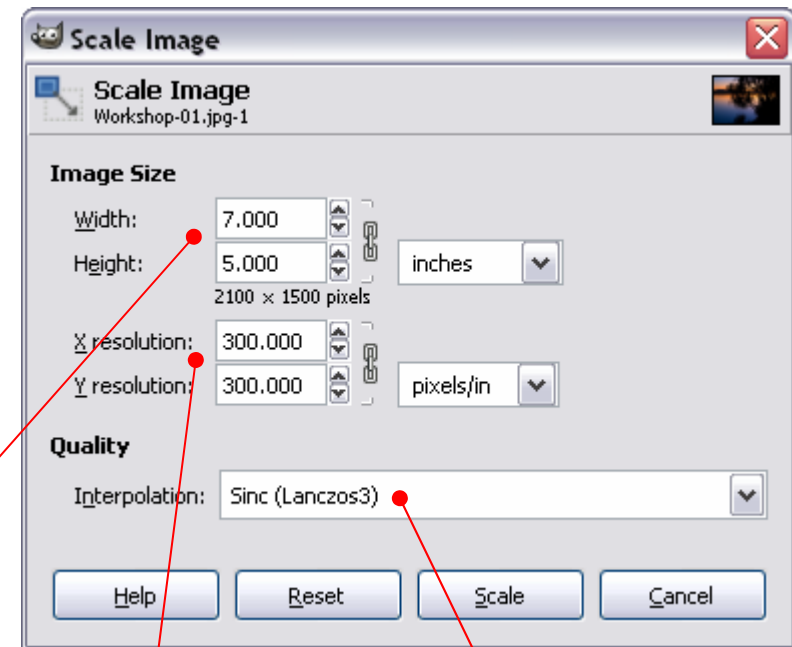 Scale Image
Scale Image
Workshop-01.jpg-1
Image Size
Width: 7.000
Height: 5.000 inches
2100 × 1500 pixels
X resolution: 300.000
Y resolution: 300.000 pixels/in
Quality
Interpolation: Sinc (Lanczos3)
Help Reset Scale Cancel